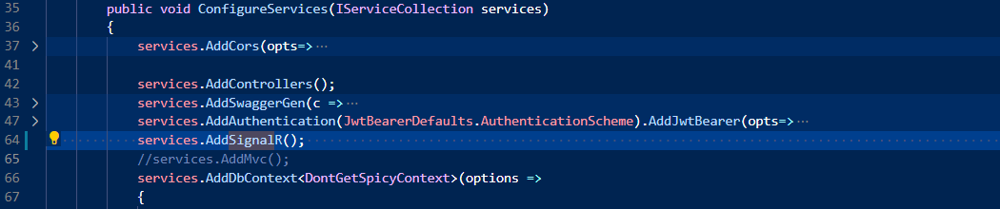 35 public void ConfigureServices(IServiceCollection services)
36 {
37 services.AddCors(opts=> ···
41
42 services.AddControllers();
43 services.AddSwaggerGen(c => ···
47 services.AddAuthentication(JwtBearerDefaults.AuthenticationScheme).AddJwtBearer(opts=> ···
64 services.AddSignalR();
65 //services.AddMvc();
66 services.AddDbContext<DontGetSpicyContext>(options =>
67 {